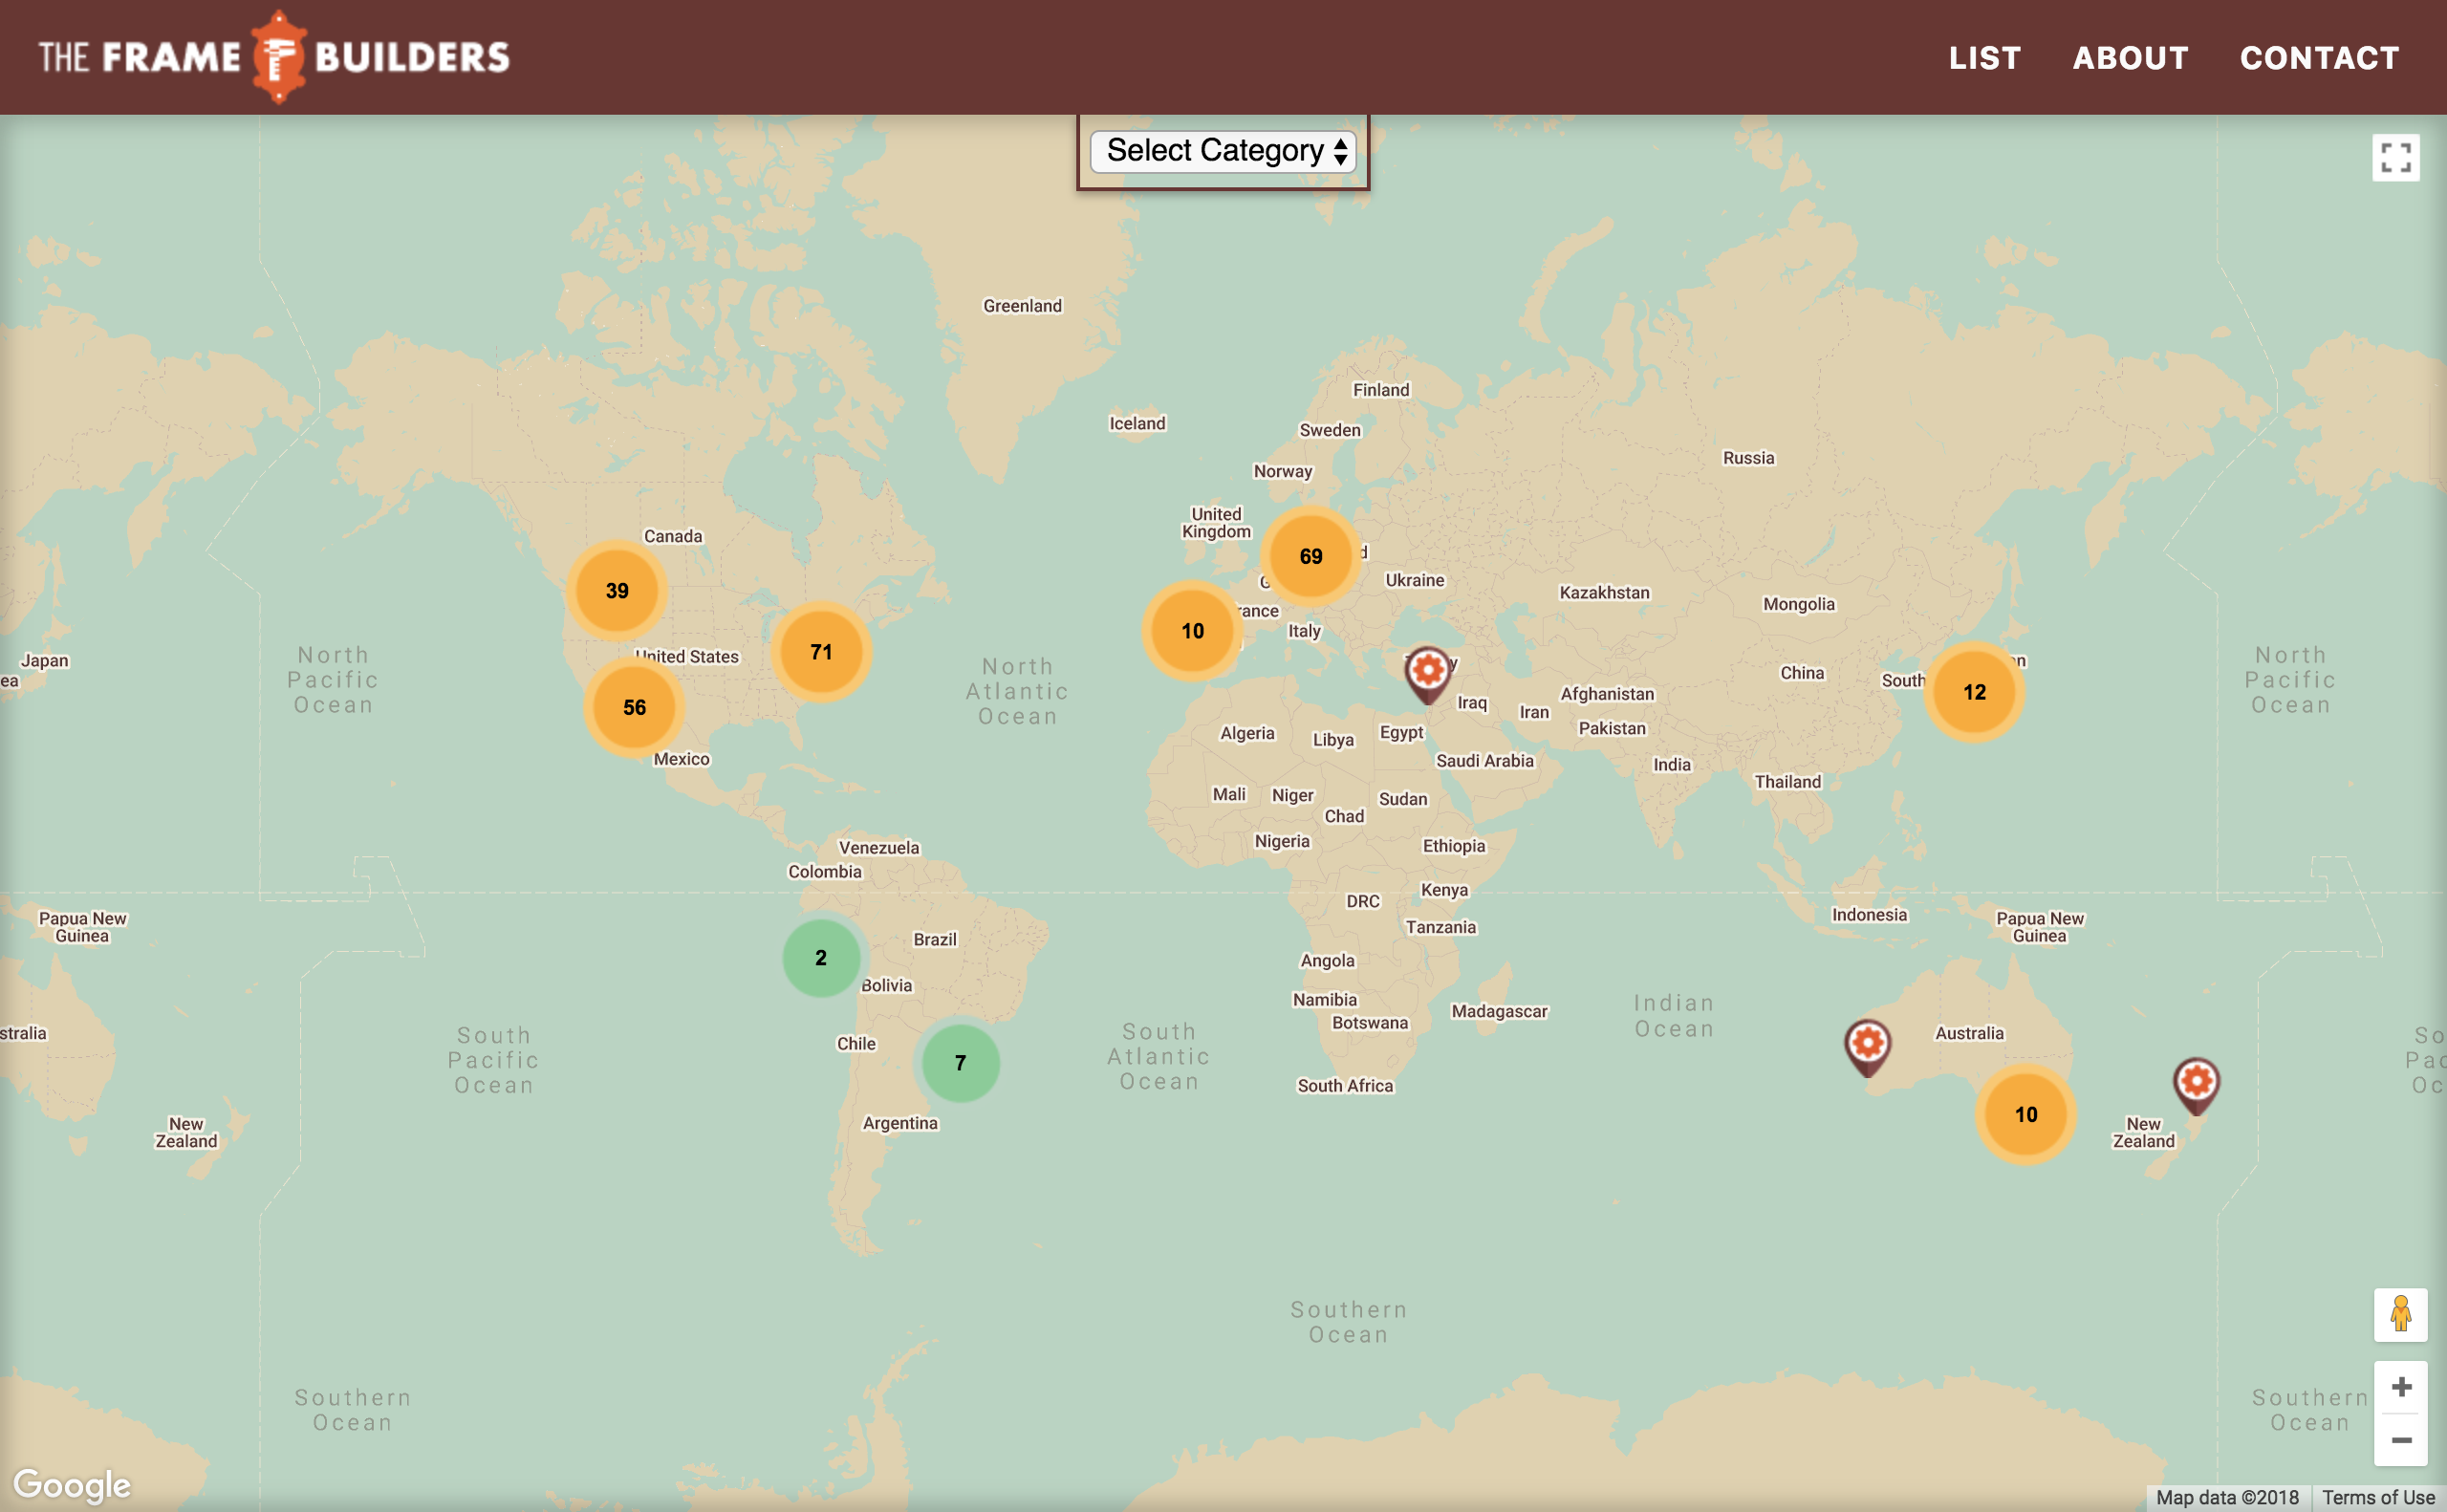 THE FRAME BUILDERS
LIST ABOUT CONTACT
Select Category
Greenland
Finland
Iceland
Sweden
Russia
Norway
United
Kingdom
Canada
69
Ukraine
39
Kazakhstan
Mongolia
10
Italy
71
United States
Japan
North
Pacific
Ocean
North
Atlantic
Ocean
China
South
12
North
Pacific
Ocean
Afghanistan
Iraq
Iran
56
Pakistan
Algeria
Libya
Egypt
Mexico
Saudi Arabia
India
Thailand
Mali
Niger
Sudan
Chad
Nigeria
Ethiopia
Venezuela
Colombia
Kenya
DRC
Papua New
Guinea
Indonesia
Papua New
Guinea
Tanzania
Brazil
2
Angola
Bolivia
Namibia
Madagascar
Botswana
Indian
Ocean
Australia
South
Pacific
Ocean
Chile
7
South
Atlantic
Ocean
South Africa
10
Argentina
New
Zealand
New
Zealand
Southern
Ocean
Southern
Ocean
Southern
Ocean
Google
Map data ©2018 Terms of Use